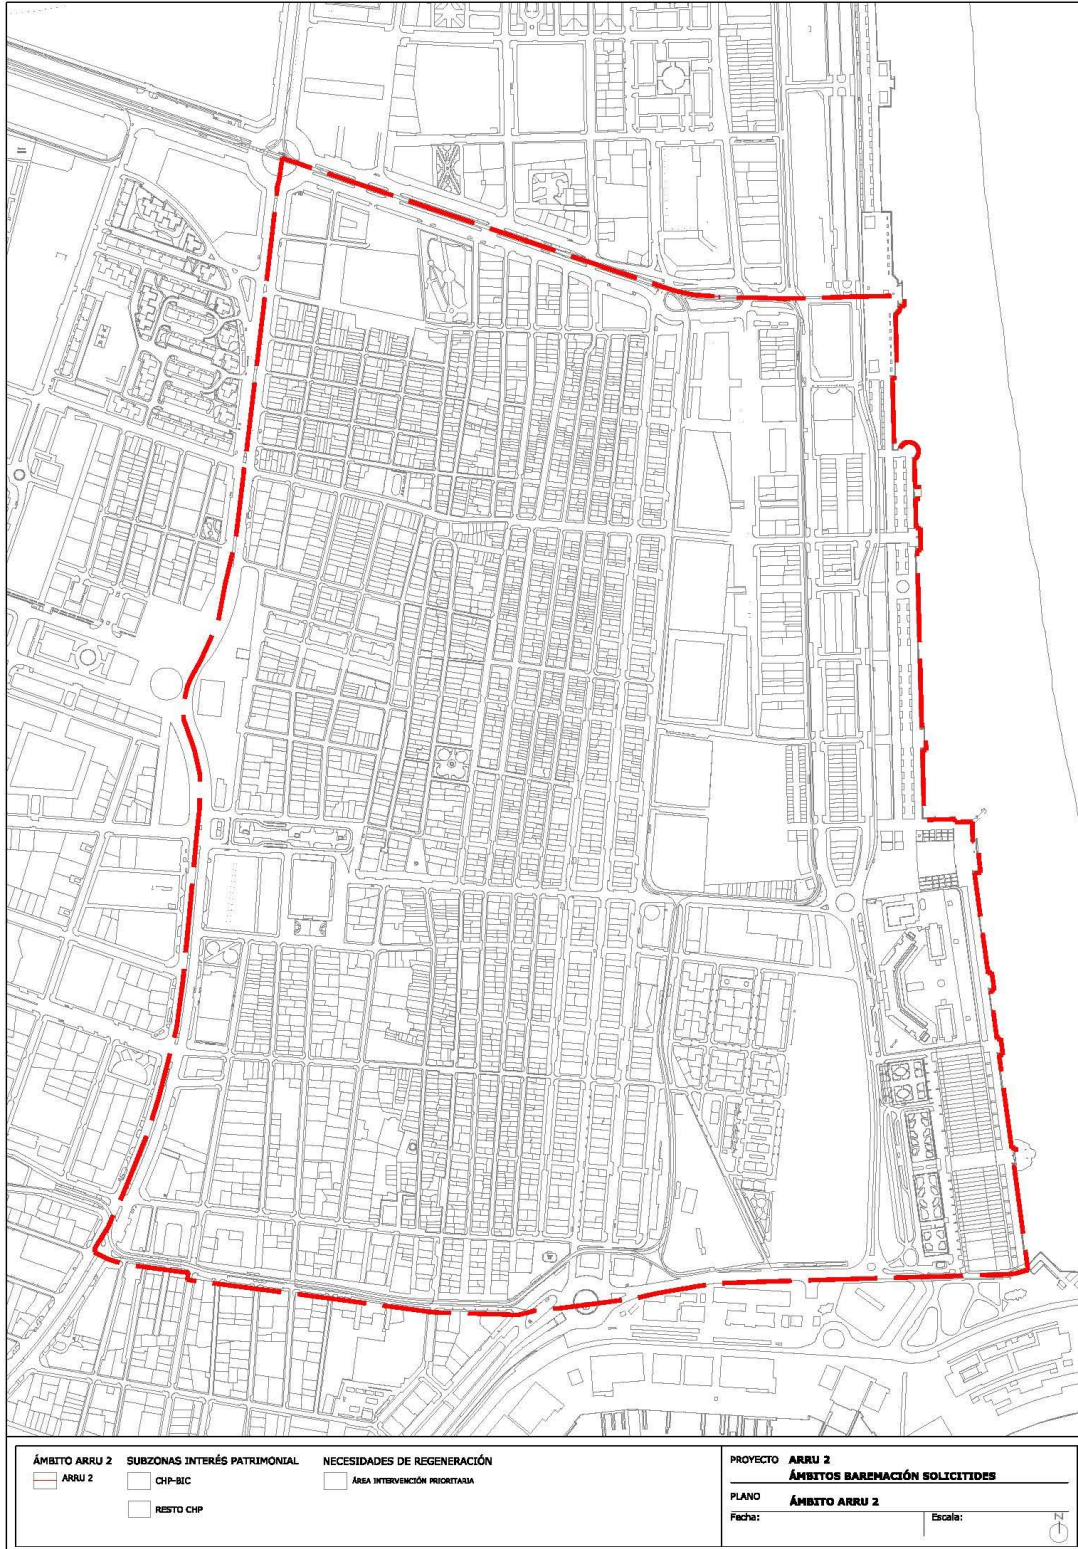 ÁMBITO ARRU 2
ARRU 2
SUBZONAS INTERÉS PATRIMONIAL
CHP-BIC
RESTO CHP
NECESIDADES DE REGENERACIÓN
ÁREA INTERVENCIÓN PRIORITARIA
PROYECTO ARRU 2
ÁMBITOS BAREMACIÓN SOLICITIDES
PLANO ÁMBITO ARRU 2
Fecha:
Escala:
N